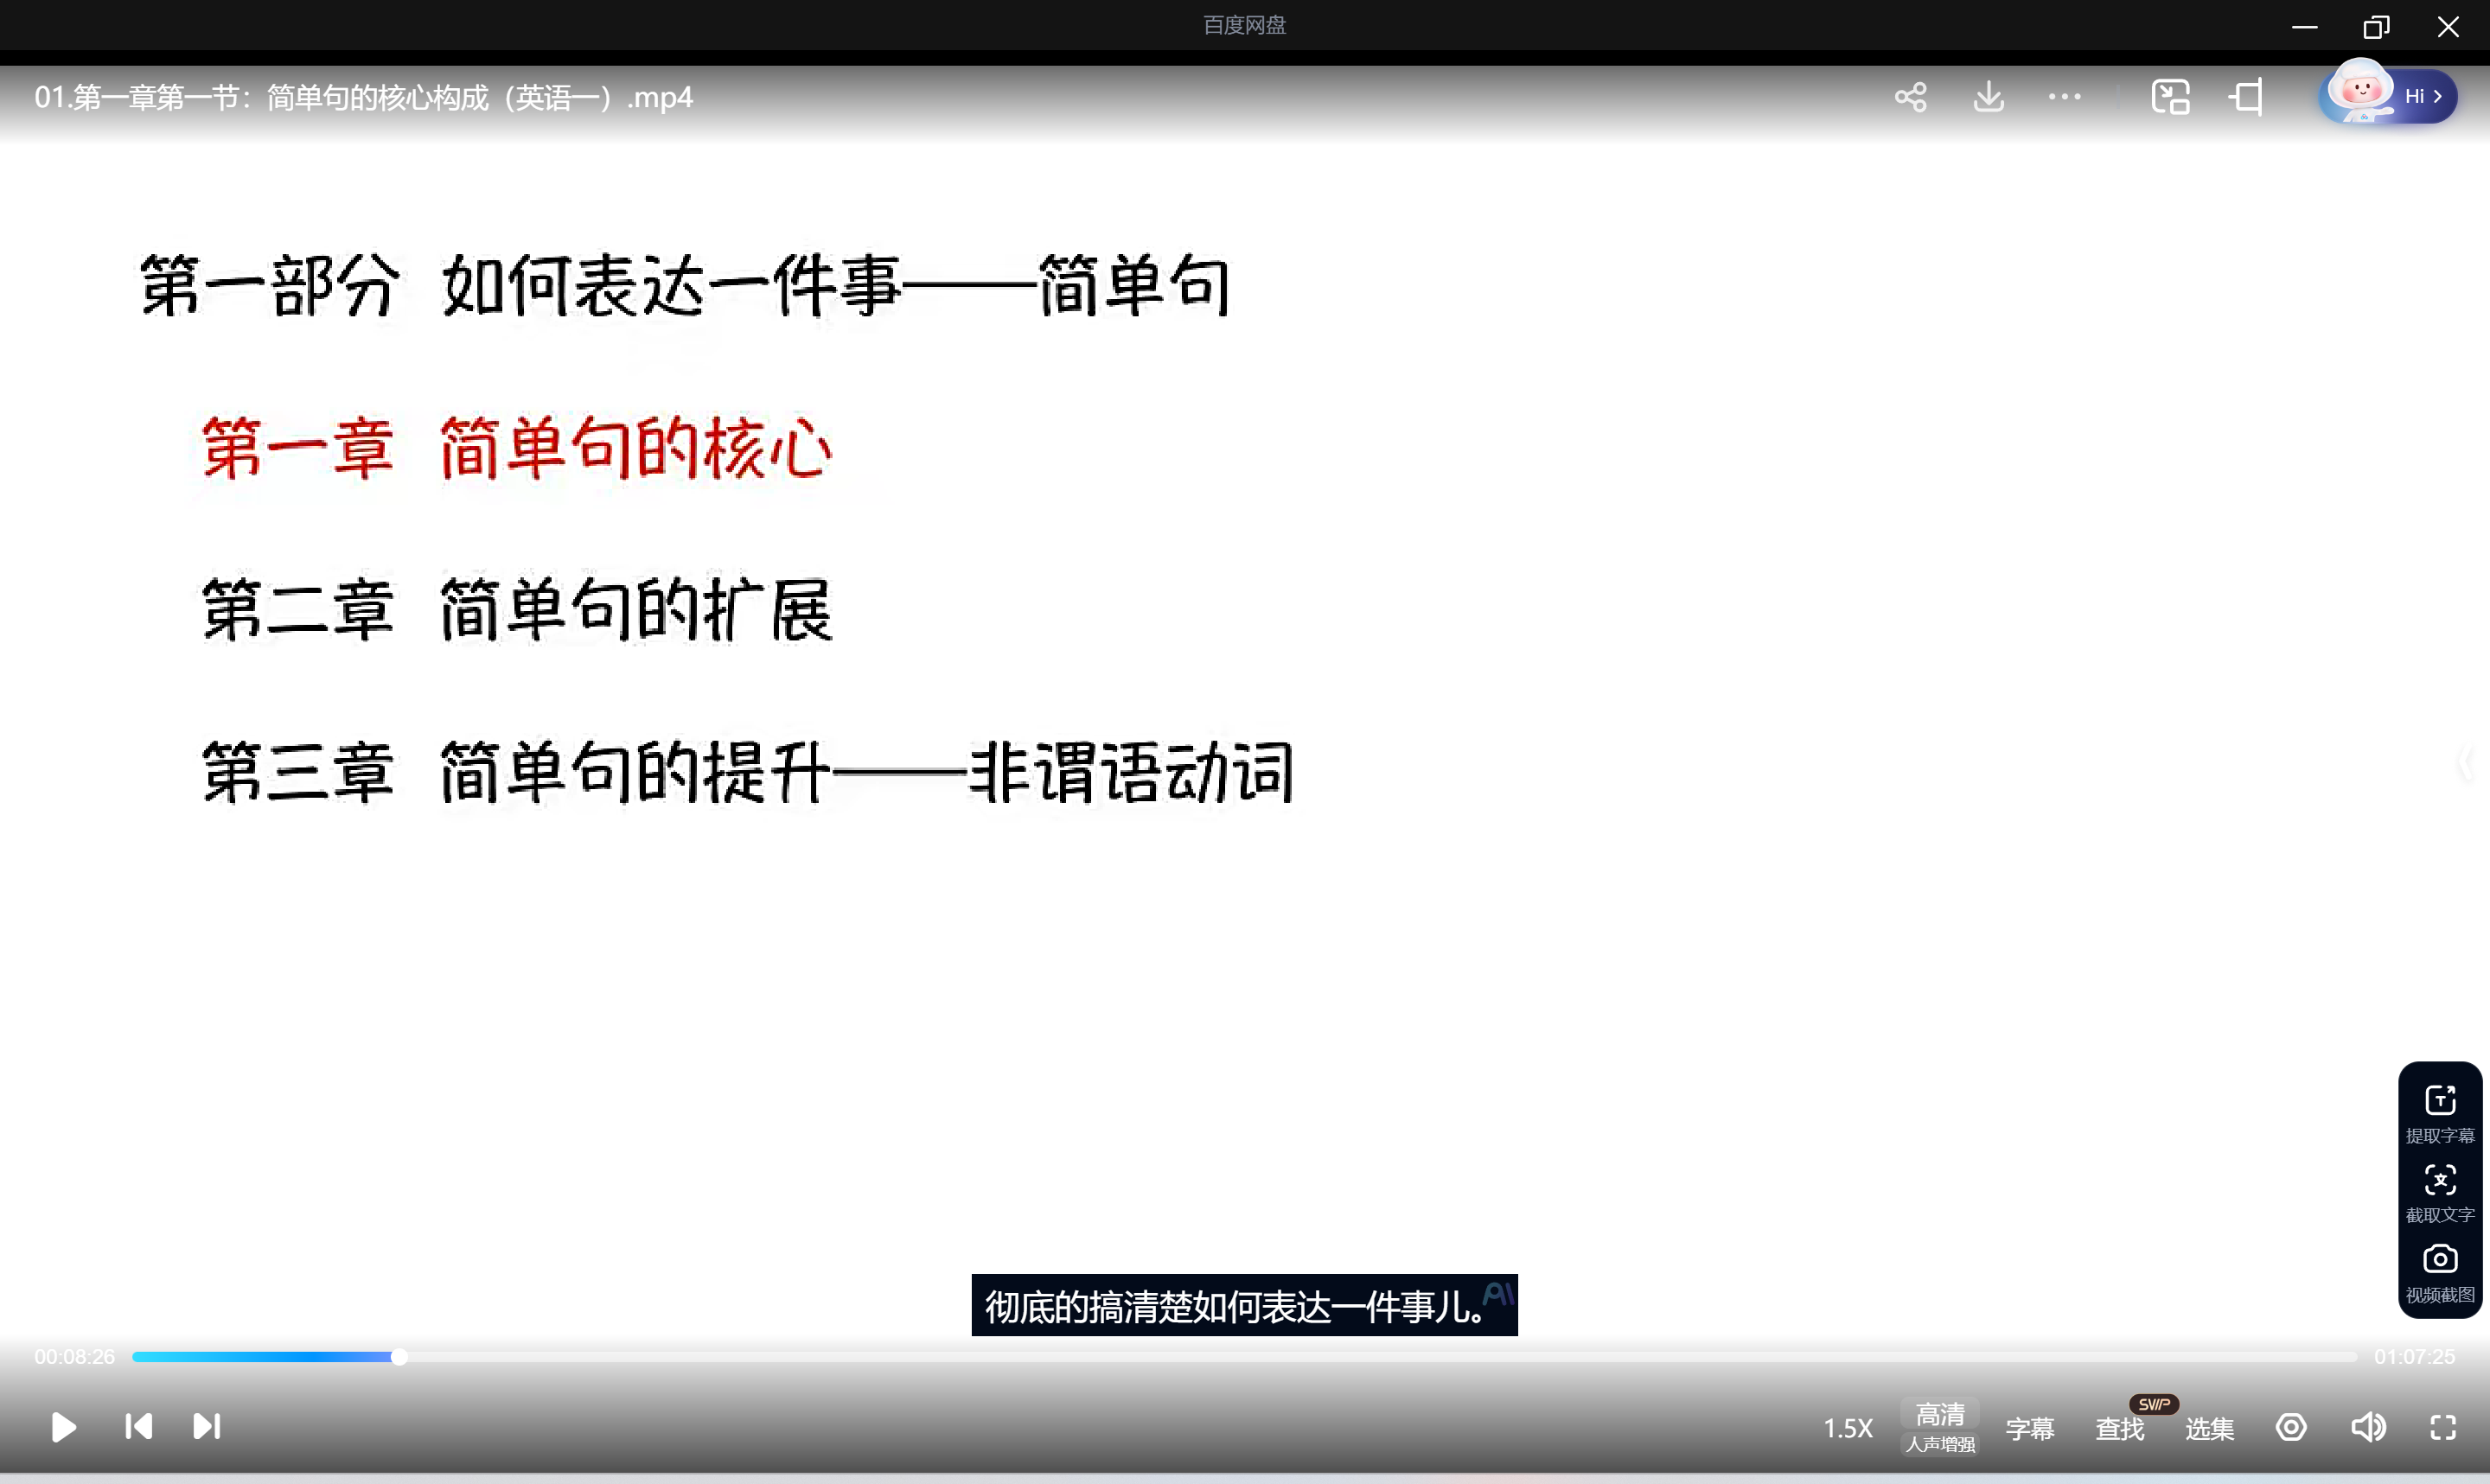 百度网盘
01.第一章第一节：简单句的核心构成（英语一）.mp4
Hi
第一部分 如何表达一件事——简单句
第一章 简单句的核心
第二章 简单句的扩展
第三章 简单句的提升——非谓语动词
提取字幕
截取文字
视频截图
彻底的搞清楚如何表达一件事儿。AI
00:08:26
01:07:25
1.5X
高清
人声增强
字幕
查找
SVIP
选集